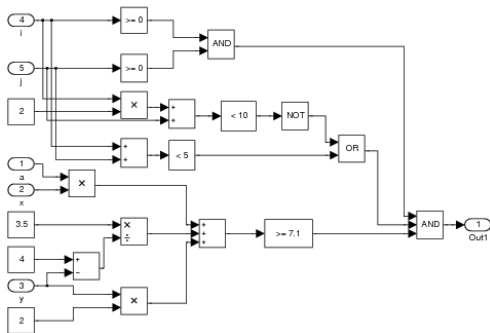 4
>= 0
i
AND
5
>= 0
j
×
2
+
+
< 10
NOT
+
+
< 5
OR
1
a
×
2
x
3.5
×
÷
+
+
+
>= 7.1
AND
1
Out1
4
+
−
3
y
×
2